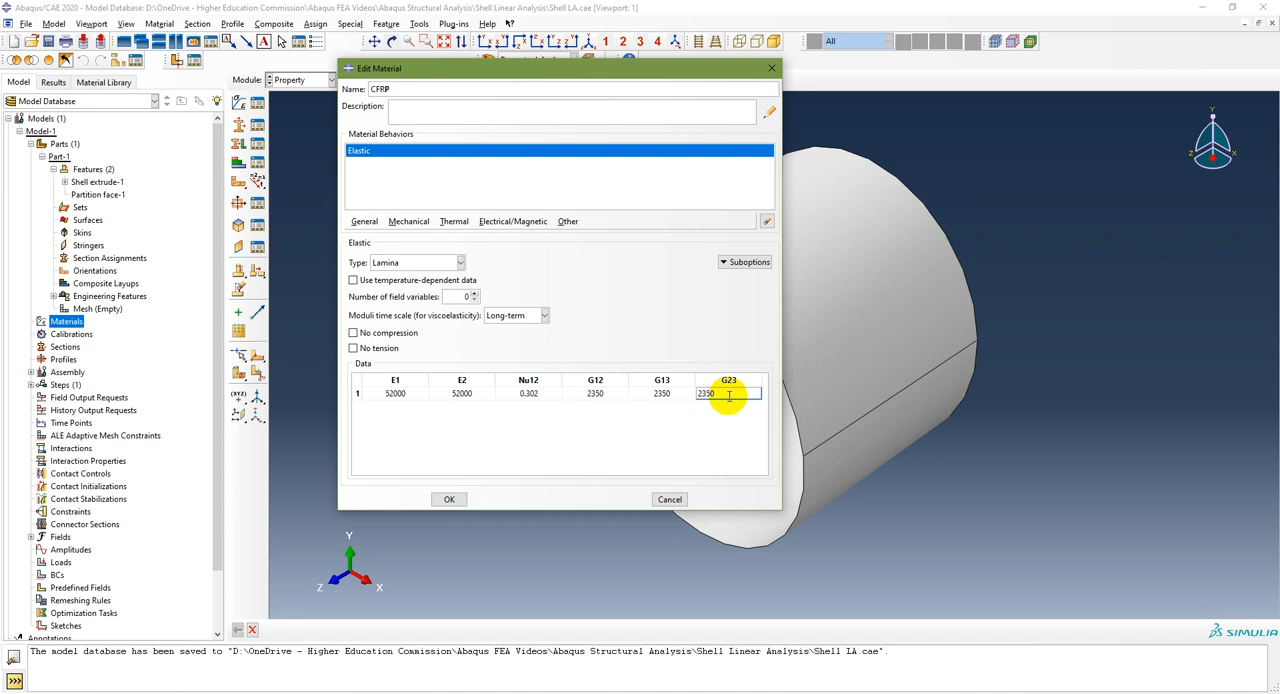 Abaqus/CAE 2020 - Model Database: D:\OneDrive - Higher Education Commission\Abaqus FEA Videos\Abaqus Structural Analysis\Shell Linear Analysis\Shell LA.cae [Viewport: 1]
File Model Viewport View Material Section Profile Composite Assign Special Feature Tools Plug-ins Help
1 2 3 4 All
Model Results Material Library Module: Property
Model Database
Models (1)
Model-1
Parts (1)
Part-1
Features (2)
Shell extrude-1
Partition face-1
Sets
Surfaces
Skins
Stringers
Section Assignments
Orientations
Composite Layups
Engineering Features
Mesh (Empty)
Materials
Calibrations
Sections
Profiles
Assembly
Steps (1)
Field Output Requests
History Output Requests
Time Points
ALE Adaptive Mesh Constraints
Interactions
Interaction Properties
Contact Controls
Contact Initializations
Contact Stabilizations
Constraints
Connector Sections
Fields
Amplitudes
Loads
BCs
Predefined Fields
Remeshing Rules
Optimization Tasks
Sketches
Annotations
Edit Material
Name: CFRP
Description:
Material Behaviors
Elastic
General Mechanical Thermal Electrical/Magnetic Other
Elastic
Type: Lamina Suboptions
Use temperature-dependent data
Number of field variables: 0
Moduli time scale (for viscoelasticity): Long-term
No compression
No tension
Data
E1 E2 Nu12 G12 G13 G23
1 52000 52000 0.302 2350 2350 2350
OK Cancel
Y
Z X
Y
Z X
SIMULIA
The model database has been saved to "D:\OneDrive - Higher Education Commission\Abaqus FEA Videos\Abaqus Structural Analysis\Shell Linear Analysis\Shell LA.cae".
>>>